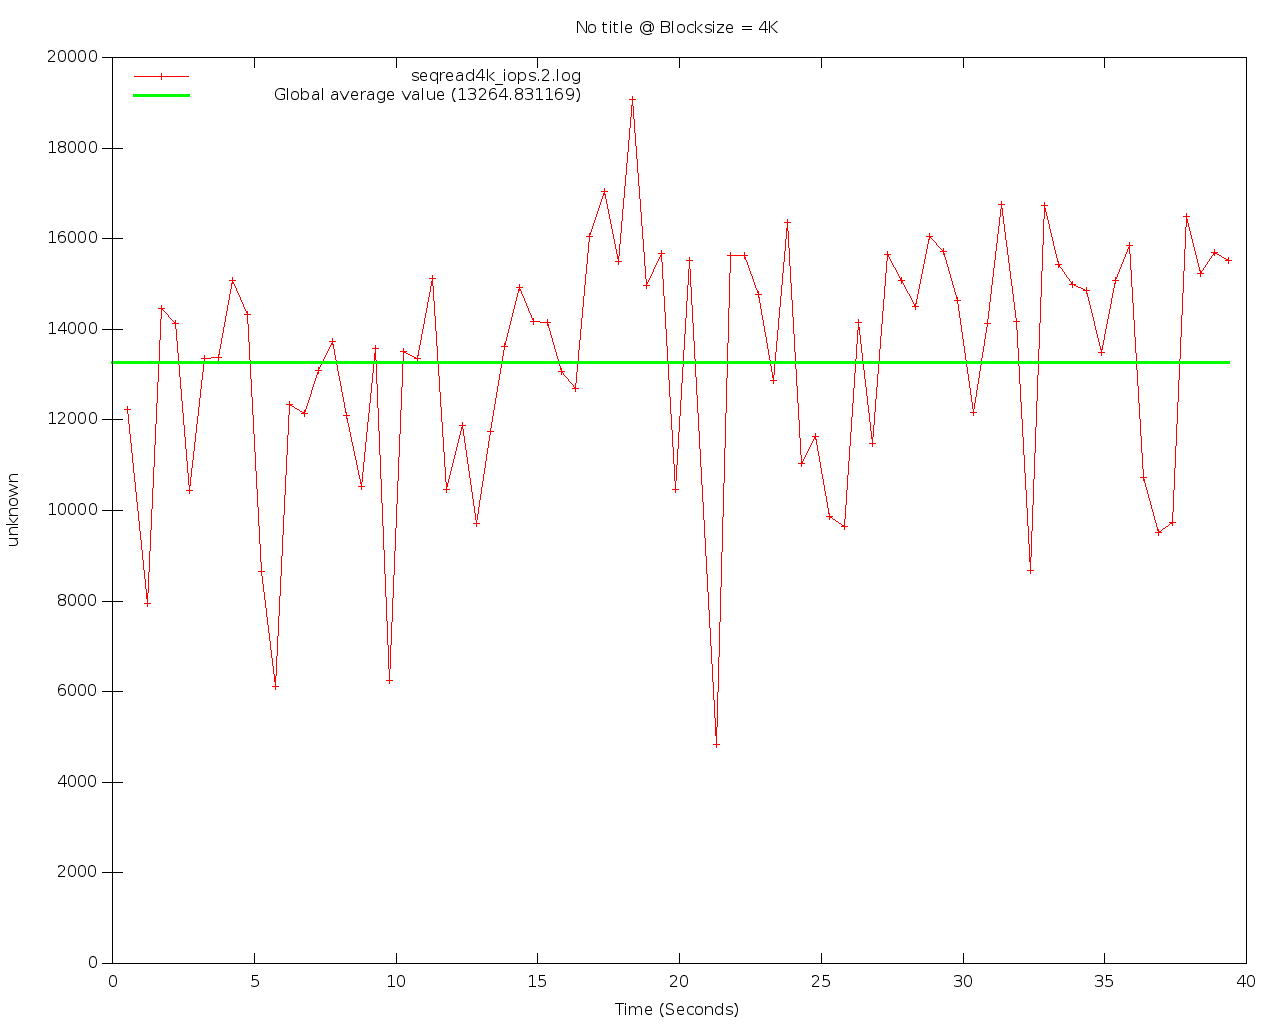 No title @ Blocksize = 4K
20000
18000
16000
14000
12000
10000
8000
6000
4000
2000
0
unknown
seqread4k_iops.2.log
Global average value (13264.831169)
0 5 10 15 20 25 30 35 40
Time (Seconds)